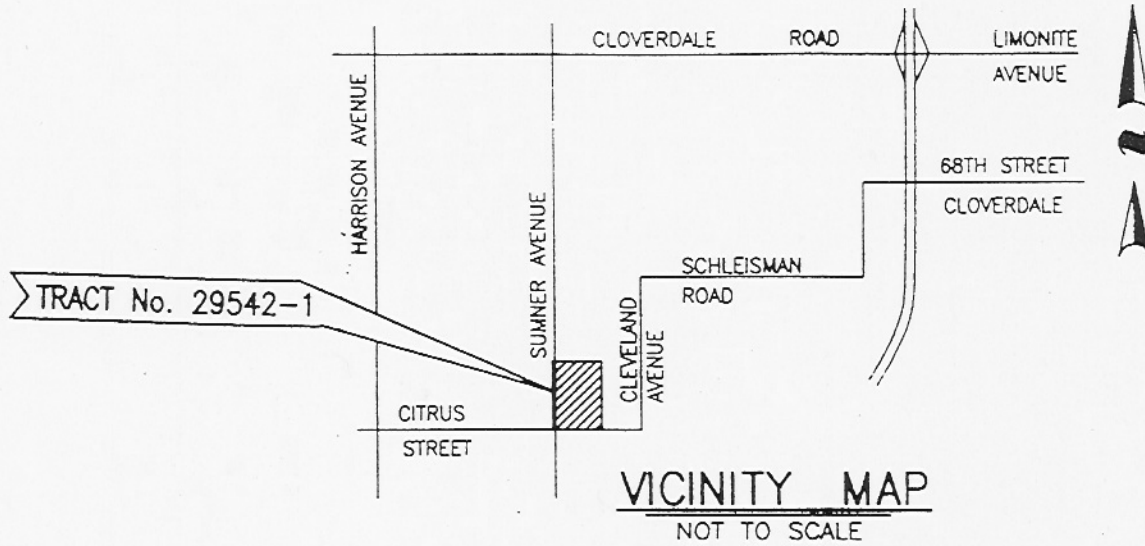 CLOVERDALE ROAD
LIMONITE
AVENUE
HARRISON AVENUE
68TH STREET
CLOVERDALE
SUMNER AVENUE
SCHLEISMAN
ROAD
CLEVELAND
AVENUE
TRACT No. 29542-1
CITRUS
STREET
VICINITY MAP
NOT TO SCALE